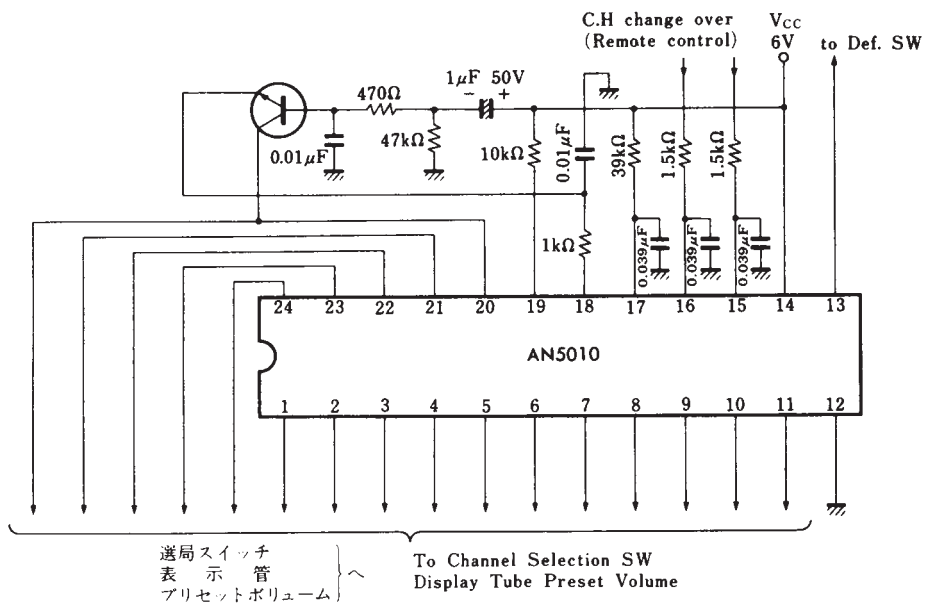 C.H change over
(Remote control)
VCC
6V
to Def. SW
1μF 50V
− +
470Ω
47kΩ
0.01μF
10kΩ
0.01μF
39kΩ
1.5kΩ
1.5kΩ
1kΩ
0.039μF
0.039μF
0.039μF
24 23 22 21 20 19 18 17 16 15 14 13
AN5010
1 2 3 4 5 6 7 8 9 10 11 12
選局スイッチ
表示管
プリセットボリューム
へ
To Channel Selection SW
Display Tube Preset Volume